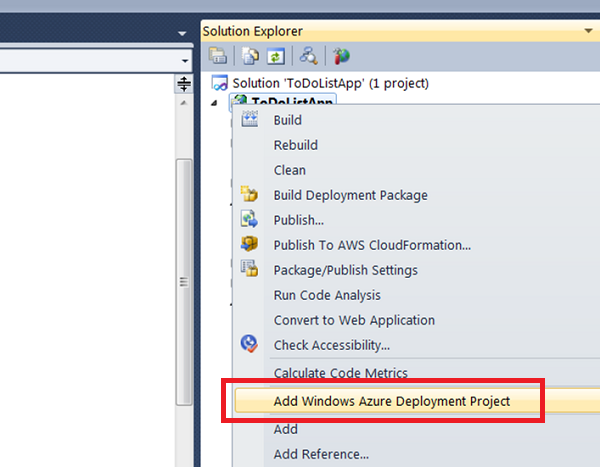 Solution Explorer
Solution 'ToDoListApp' (1 project)
ToDoListApp
Build
Rebuild
Clean
Build Deployment Package
Publish...
Publish To AWS CloudFormation...
Package/Publish Settings
Run Code Analysis
Convert to Web Application
Check Accessibility...
Calculate Code Metrics
Add Windows Azure Deployment Project
Add
Add Reference...